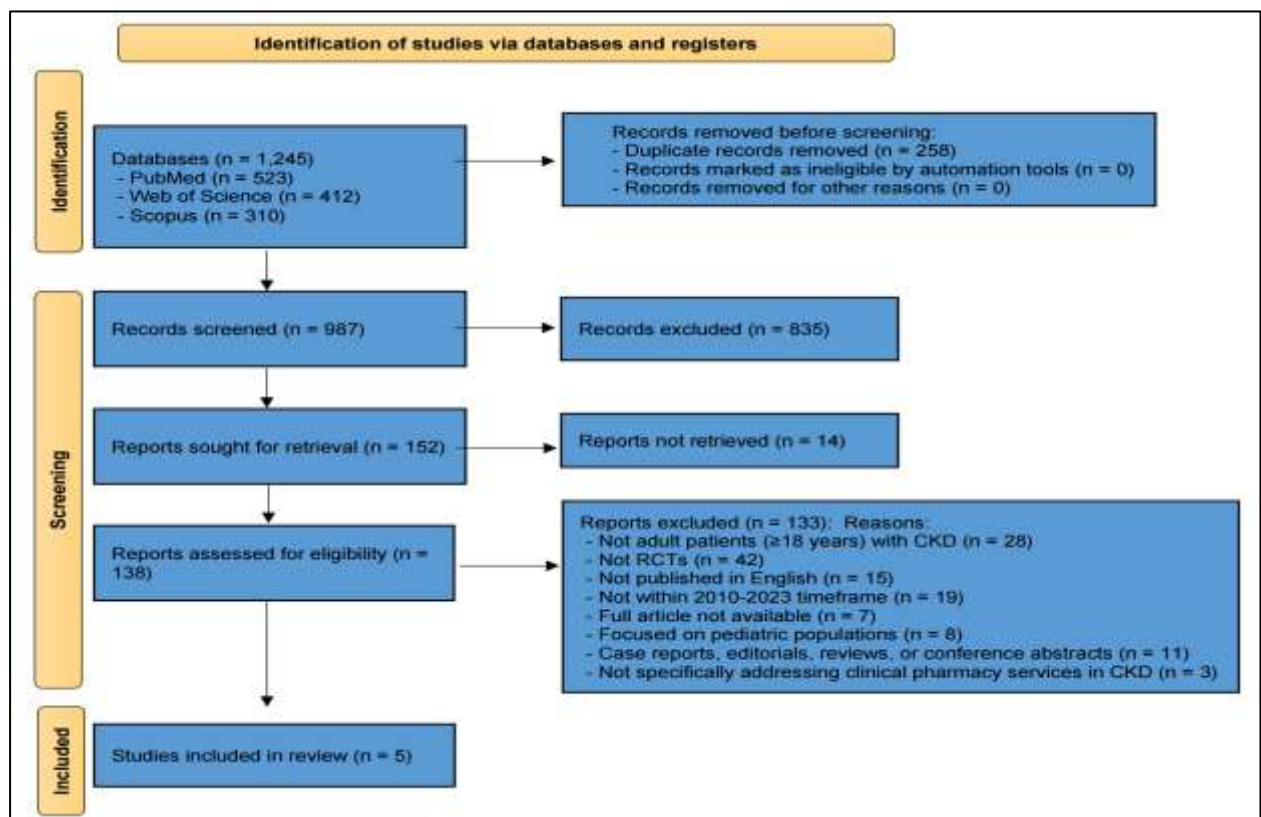 Identification of studies via databases and registers
Identification
Databases (n = 1,245)
- PubMed (n = 523)
- Web of Science (n = 412)
- Scopus (n = 310)
Records removed before screening:
- Duplicate records removed (n = 258)
- Records marked as ineligible by automation tools (n = 0)
- Records removed for other reasons (n = 0)
Screening
Records screened (n = 987)
Records excluded (n = 835)
Reports sought for retrieval (n = 152)
Reports not retrieved (n = 14)
Reports assessed for eligibility (n =
138)
Reports excluded (n = 133): Reasons:
- Not adult patients (≥18 years) with CKD (n = 28)
- Not RCTs (n = 42)
- Not published in English (n = 15)
- Not within 2010-2023 timeframe (n = 19)
- Full article not available (n = 7)
- Focused on pediatric populations (n = 8)
- Case reports, editorials, reviews, or conference abstracts (n = 11)
- Not specifically addressing clinical pharmacy services in CKD (n = 3)
Included
Studies included in review (n = 5)